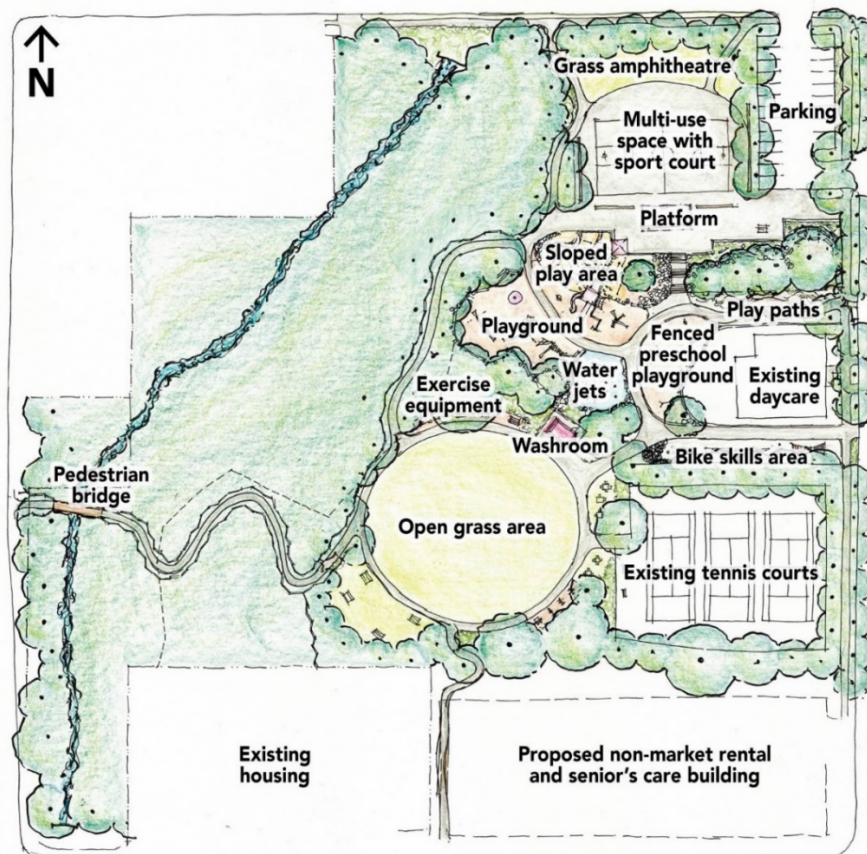 N
Grass amphitheatre
Parking
Multi-use
space with
sport court
Platform
Sloped
play area
Play paths
Playground
Fenced
preschool
playground
Water
jets
Existing
daycare
Exercise
equipment
Washroom
Bike skills area
Pedestrian
bridge
Open grass area
Existing tennis courts
Existing
housing
Proposed non-market rental
and senior's care building